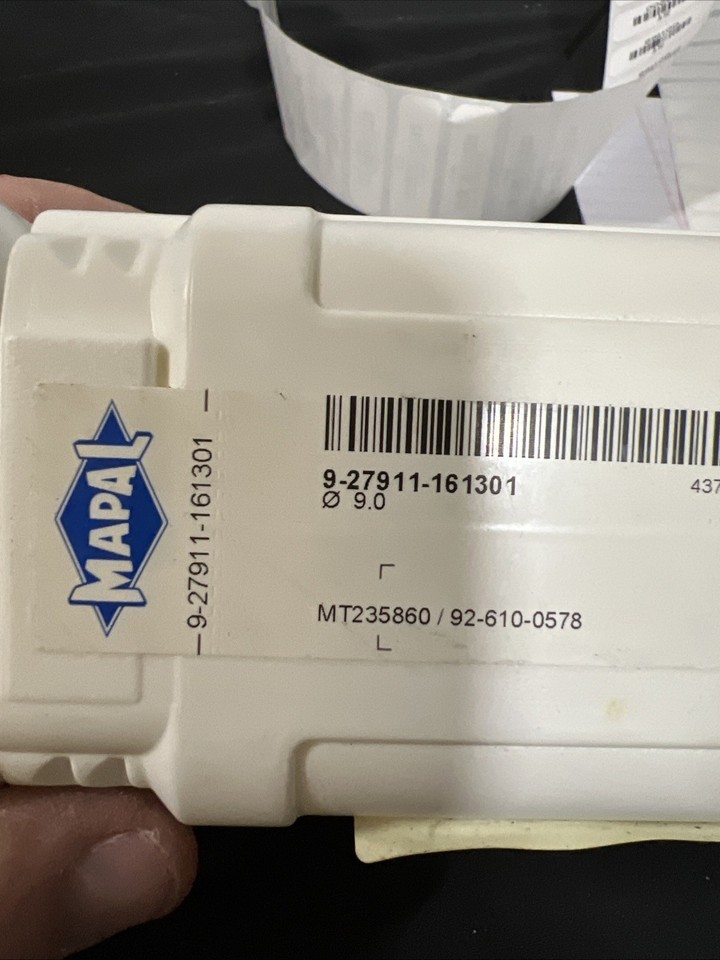 MAPAL
9-27911-161301
9-27911-161301
437
Ø 9.0
MT235860 / 92-610-0578